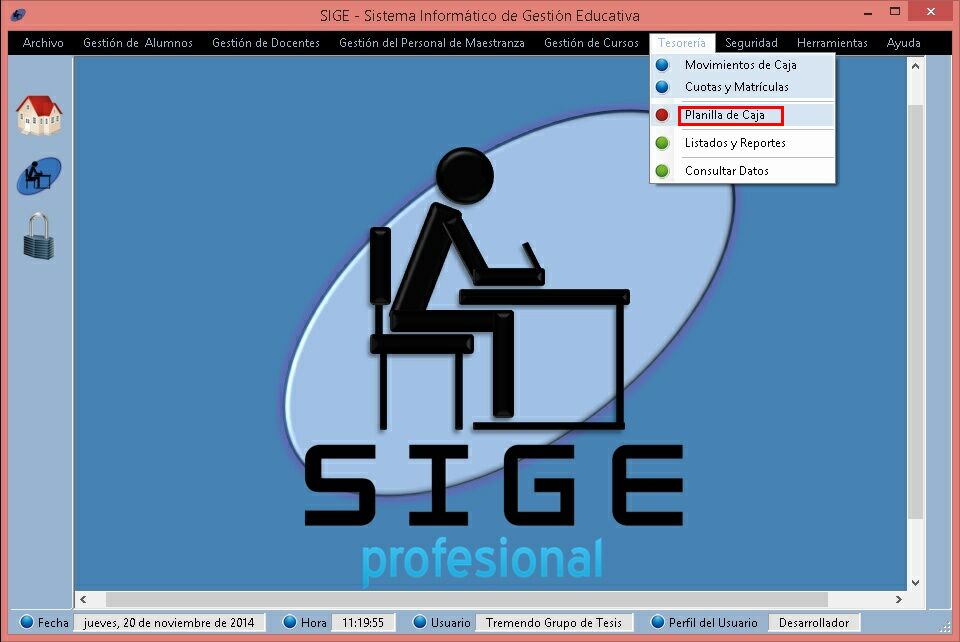 SIGE - Sistema Informático de Gestión Educativa
Archivo Gestión de Alumnos Gestión de Docentes Gestión del Personal de Maestranza Gestión de Cursos Tesorería Seguridad Herramientas Ayuda
Movimientos de Caja
Cuotas y Matrículas
Planilla de Caja
Listados y Reportes
Consultar Datos
SIGE
profesional
Fecha jueves, 20 de noviembre de 2014 Hora 11:19:55 Usuario Tremendo Grupo de Tesis Perfil del Usuario Desarrollador